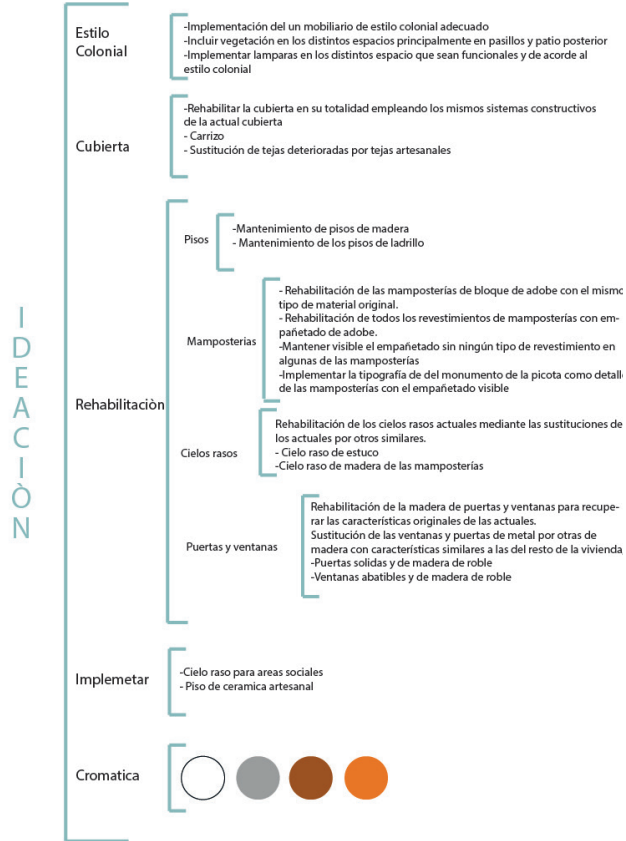 IDEACIÒN
Estilo
Colonial
-Implementación del un mobiliario de estilo colonial adecuado
-Incluir vegetación en los distintos espacios principalmente en pasillos y patio posterior
-Implementar lamparas en los distintos espacio que sean funcionales y de acorde al
estilo colonial
Cubierta
-Rehabilitar la cubierta en su totalidad empleando los mismos sistemas constructivos
de la actual cubierta
- Carrizo
- Sustitución de tejas deterioradas por tejas artesanales
Rehabilitaciòn
Pisos
-Mantenimiento de pisos de madera
- Mantenimiento de los pisos de ladrillo
Mamposterias
- Rehabilitación de las mamposterías de bloque de adobe con el mismo
tipo de material original.
- Rehabilitación de todos los revestimientos de mamposterías con em-
pañetado de adobe.
-Mantener visible el empañetado sin ningún tipo de revestimiento en
algunas de las mamposterías
-Implementar la tipografía de del monumento de la picota como detalle
de las mamposterías con el empañetado visible
Cielos rasos
Rehabilitación de los cielos rasos actuales mediante las sustituciones de
los actuales por otros similares.
- Cielo raso de estuco
-Cielo raso de madera de las mamposterías
Puertas y ventanas
Rehabilitación de la madera de puertas y ventanas para recupe-
rar las características originales de las actuales.
Sustitución de las ventanas y puertas de metal por otras de
madera con características similares a las del resto de la vivienda,
-Puertas solidas y de madera de roble
-Ventanas abatibles y de madera de roble
Implemetar
-Cielo raso para areas sociales
- Piso de ceramica artesanal
Cromatica